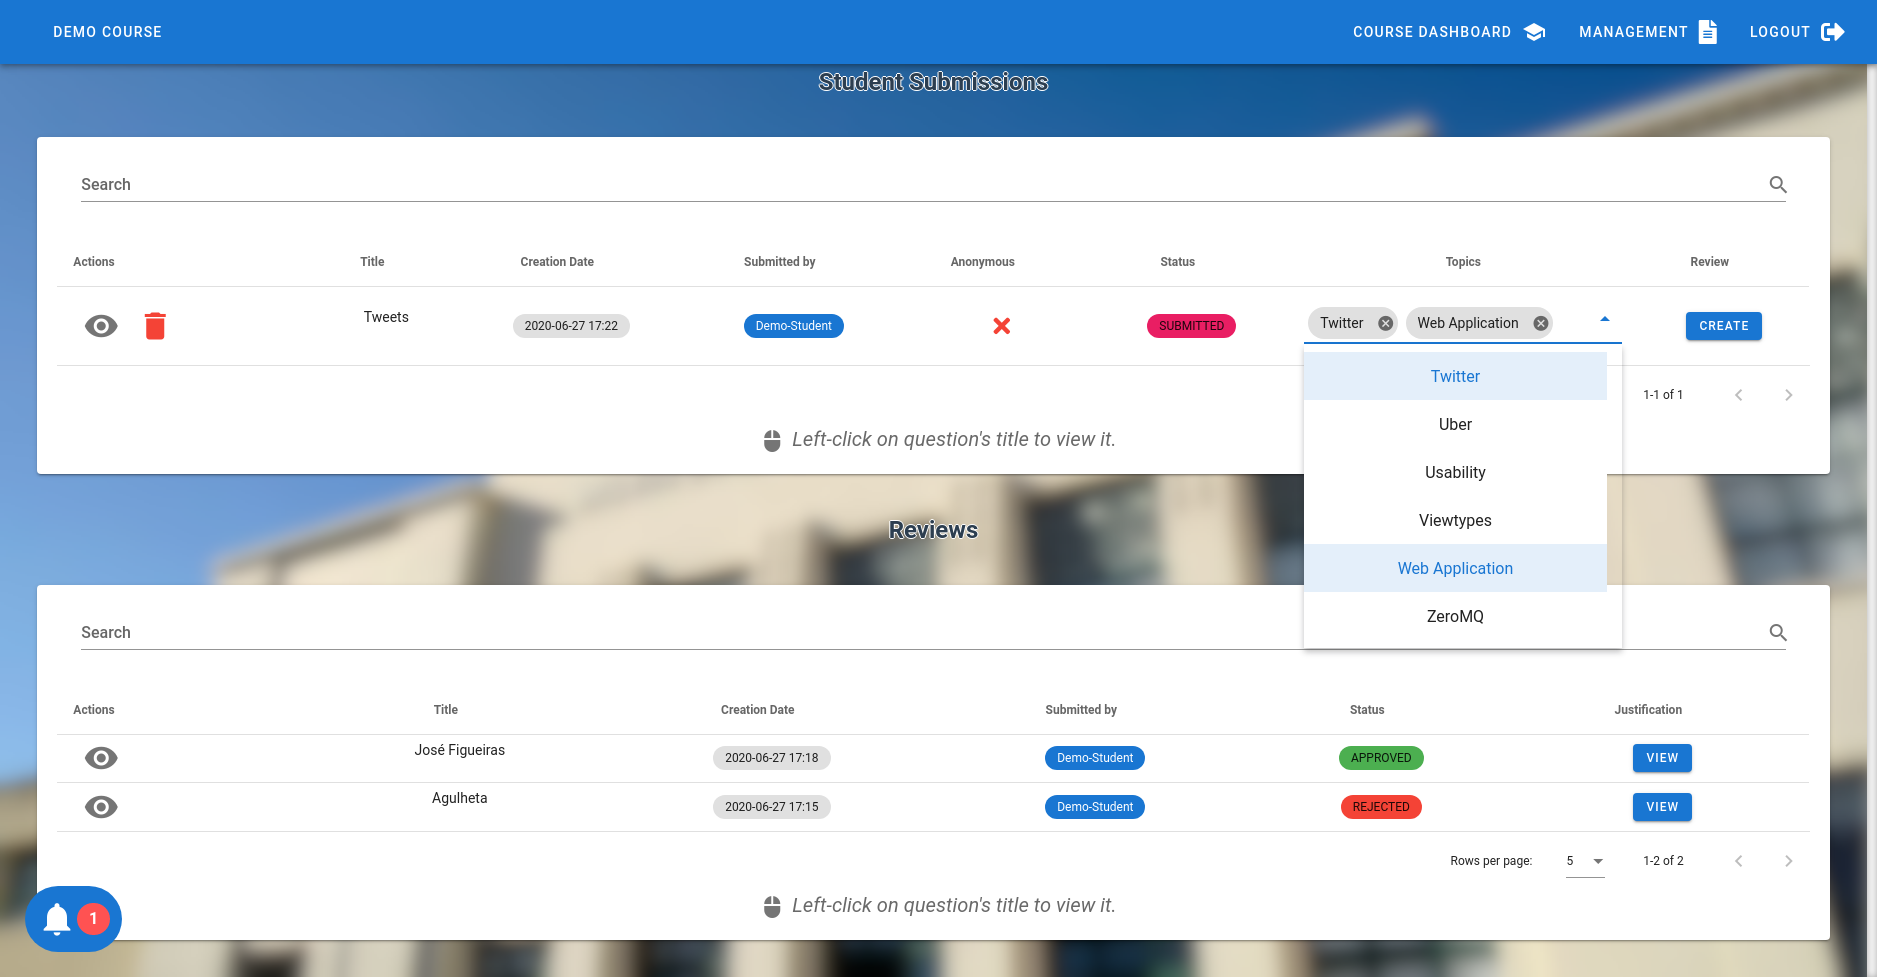 DEMO COURSE COURSE DASHBOARD MANAGEMENT LOGOUT
Student Submissions
Search
Actions Title Creation Date Submitted by Anonymous Status Topics Review
Tweets 2020-06-27 17:22 Demo-Student SUBMITTED Twitter Web Application CREATE
Twitter
Uber
Usability
Viewtypes
Web Application
ZeroMQ
1-1 of 1
Left-click on question's title to view it.
Reviews
Search
Actions Title Creation Date Submitted by Status Justification
José Figueiras 2020-06-27 17:18 Demo-Student APPROVED VIEW
Agulheta 2020-06-27 17:15 Demo-Student REJECTED VIEW
Rows per page: 5 1-2 of 2
Left-click on question's title to view it.
1